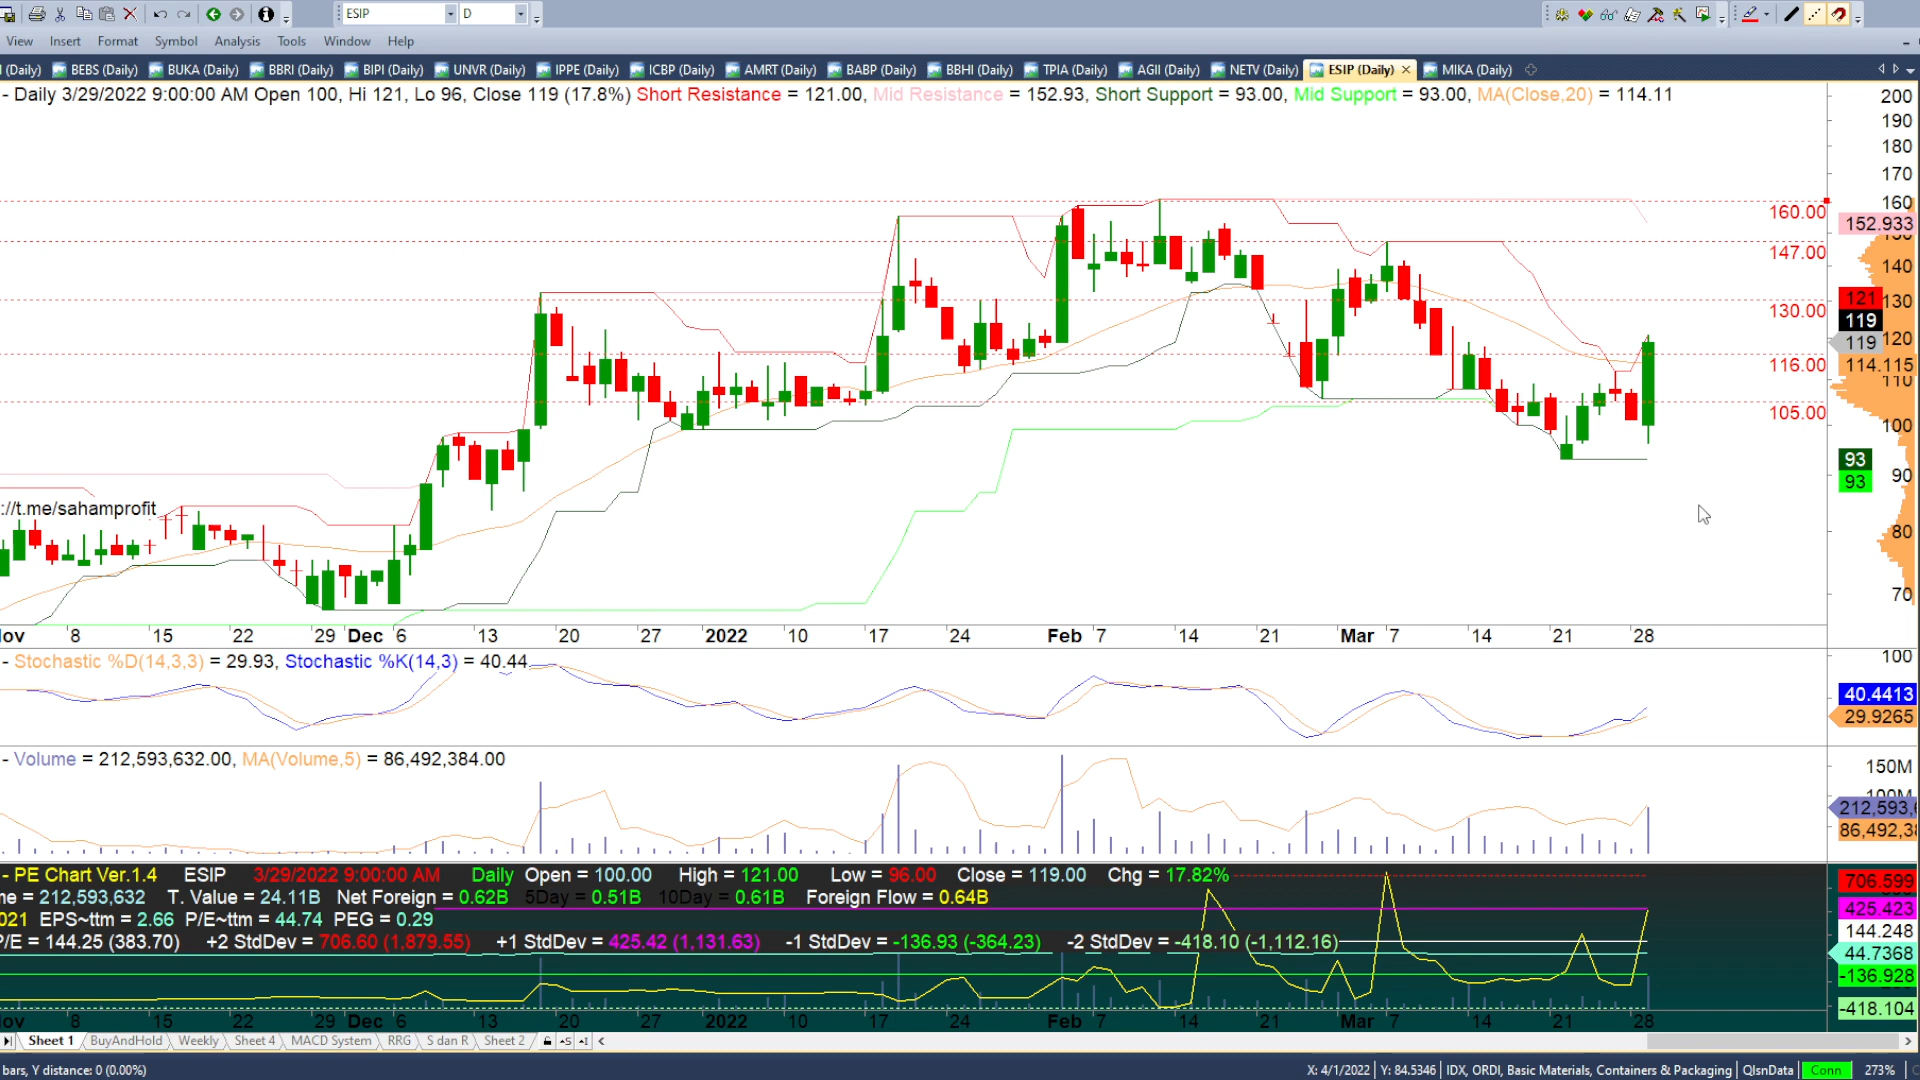 ESIP D
View Insert Format Symbol Analysis Tools Window Help
(Daily) BEBS (Daily) BUKA (Daily) BBRI (Daily) BIPI (Daily) UNVR (Daily) IPPE (Daily) ICBP (Daily) AMRT (Daily) BABP (Daily) BBHI (Daily) TPIA (Daily) AGII (Daily) NETV (Daily) ESIP (Daily) MIKA (Daily)
- Daily 3/29/2022 9:00:00 AM Open 100, Hi 121, Lo 96, Close 119 (17.8%) Short Resistance = 121.00, Mid Resistance = 152.93, Short Support = 93.00, Mid Support = 93.00, MA(Close,20) = 114.11
200
190
180
170
160
160.00
152.933
147.00
140
121
130
130.00
119
119
120
116.00
114.115
110
105.00
100
93
90
93
://t.me/sahamprofit
80
70
ov 8 15 22 29 Dec 6 13 20 27 2022 10 17 24 Feb 7 14 21 Mar 7 14 21 28
- Stochastic %D(14,3,3) = 29.93, Stochastic %K(14,3) = 40.44
100
40.4413
29.9265
- Volume = 212,593,632.00, MA(Volume,5) = 86,492,384.00
150M
100M
212,593,6
86,492,38
- PE Chart Ver.1.4 ESIP 3/29/2022 9:00:00 AM Daily Open = 100.00 High = 121.00 Low = 96.00 Close = 119.00 Chg = 17.82%
me = 212,593,632 T. Value = 24.11B Net Foreign = 0.62B 5Day = 0.51B 10Day = 0.61B Foreign Flow = 0.64B
021 EPS~ttm = 2.66 P/E~ttm = 44.74 PEG = 0.29
P/E = 144.25 (383.70) +2 StdDev = 706.60 (1,879.55) +1 StdDev = 425.42 (1,131.63) -1 StdDev = -136.93 (-364.23) -2 StdDev = -418.10 (-1,112.16)
706.599
425.423
144.248
44.7368
-136.928
-418.104
ov 8 15 22 29 Dec 6 13 20 27 2022 10 17 24 Feb 7 14 21 Mar 7 14 21 28
Sheet 1 BuyAndHold Weekly Sheet 4 MACD System RRG S dan R Sheet 2
bars, Y distance: 0 (0.00%) X: 4/1/2022 Y: 84.5346 IDX, ORDI, Basic Materials, Containers & Packaging QlsnData Conn 273%